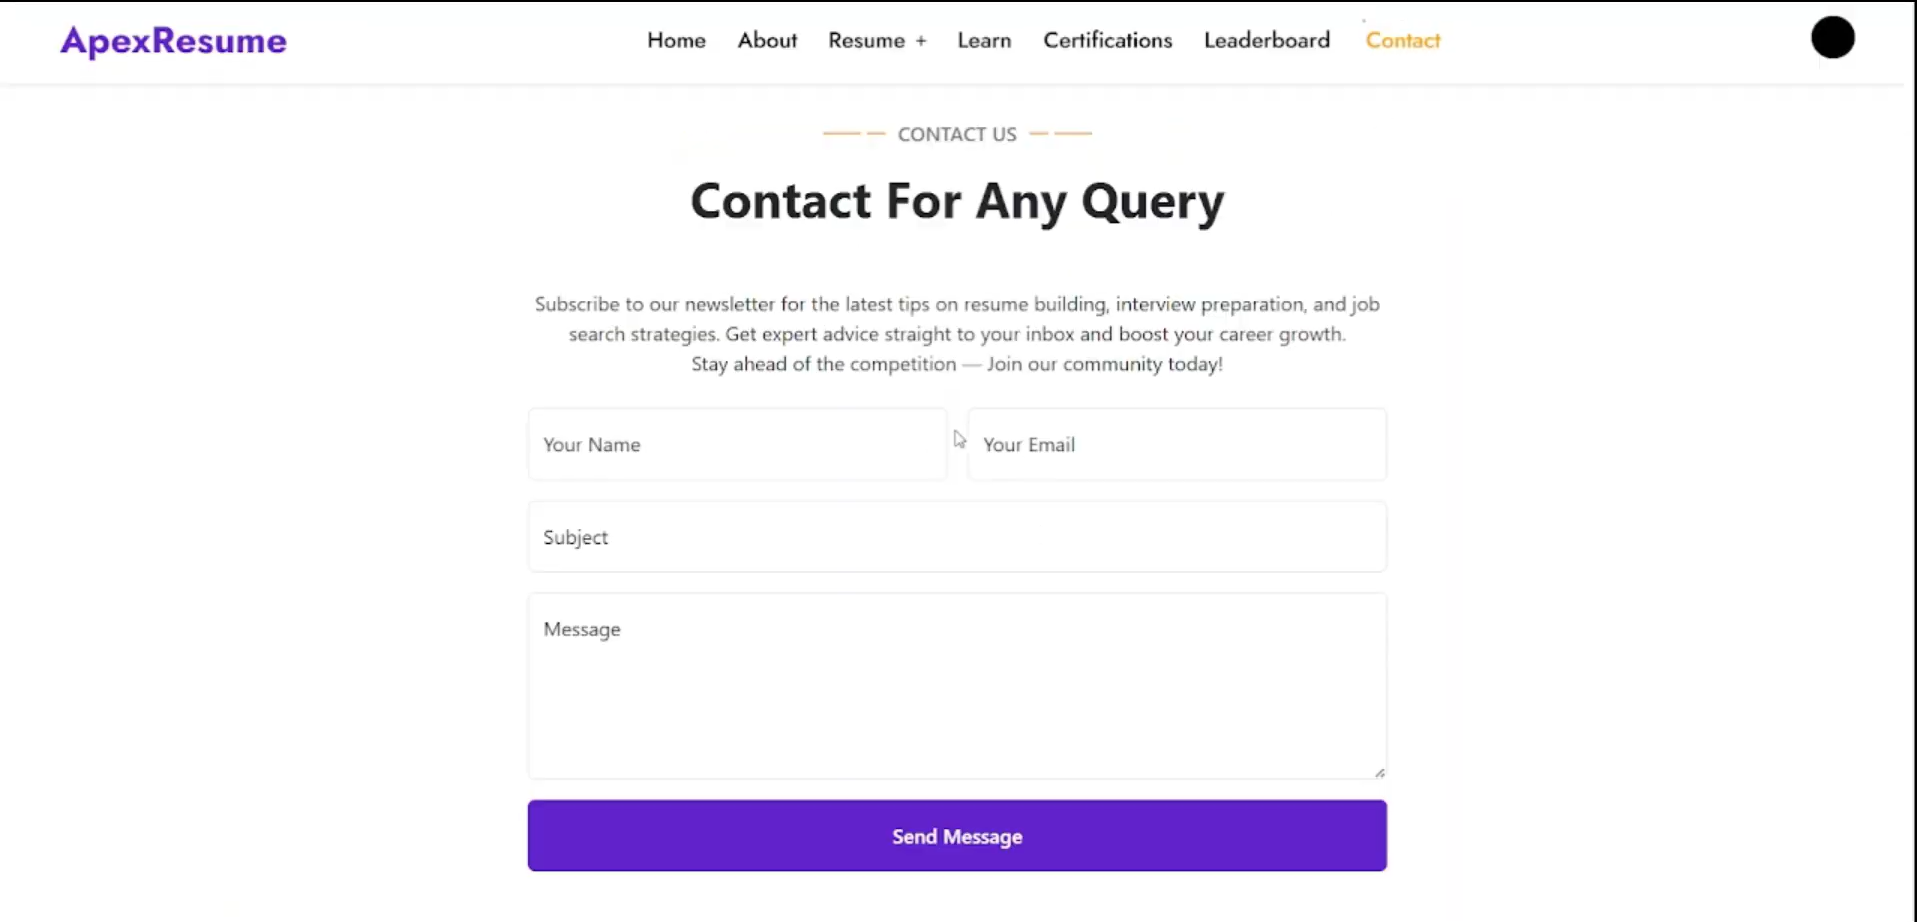 ApexResume
Home About Resume + Learn Certifications Leaderboard Contact
CONTACT US
Contact For Any Query
Subscribe to our newsletter for the latest tips on resume building, interview preparation, and job
search strategies. Get expert advice straight to your inbox and boost your career growth.
Stay ahead of the competition — Join our community today!
Your Name Your Email
Subject
Message
Send Message